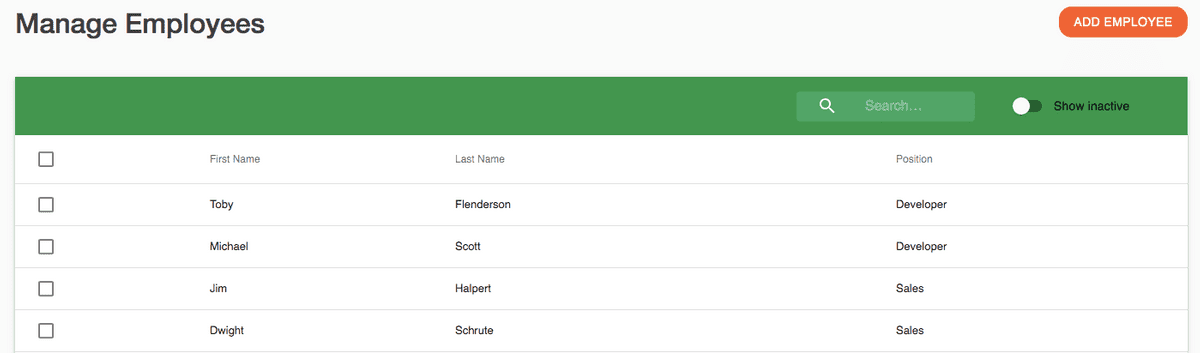 Manage Employees
ADD EMPLOYEE
Search...
Show inactive
First Name Last Name Position
Toby Flenderson Developer
Michael Scott Developer
Jim Halpert Sales
Dwight Schrute Sales